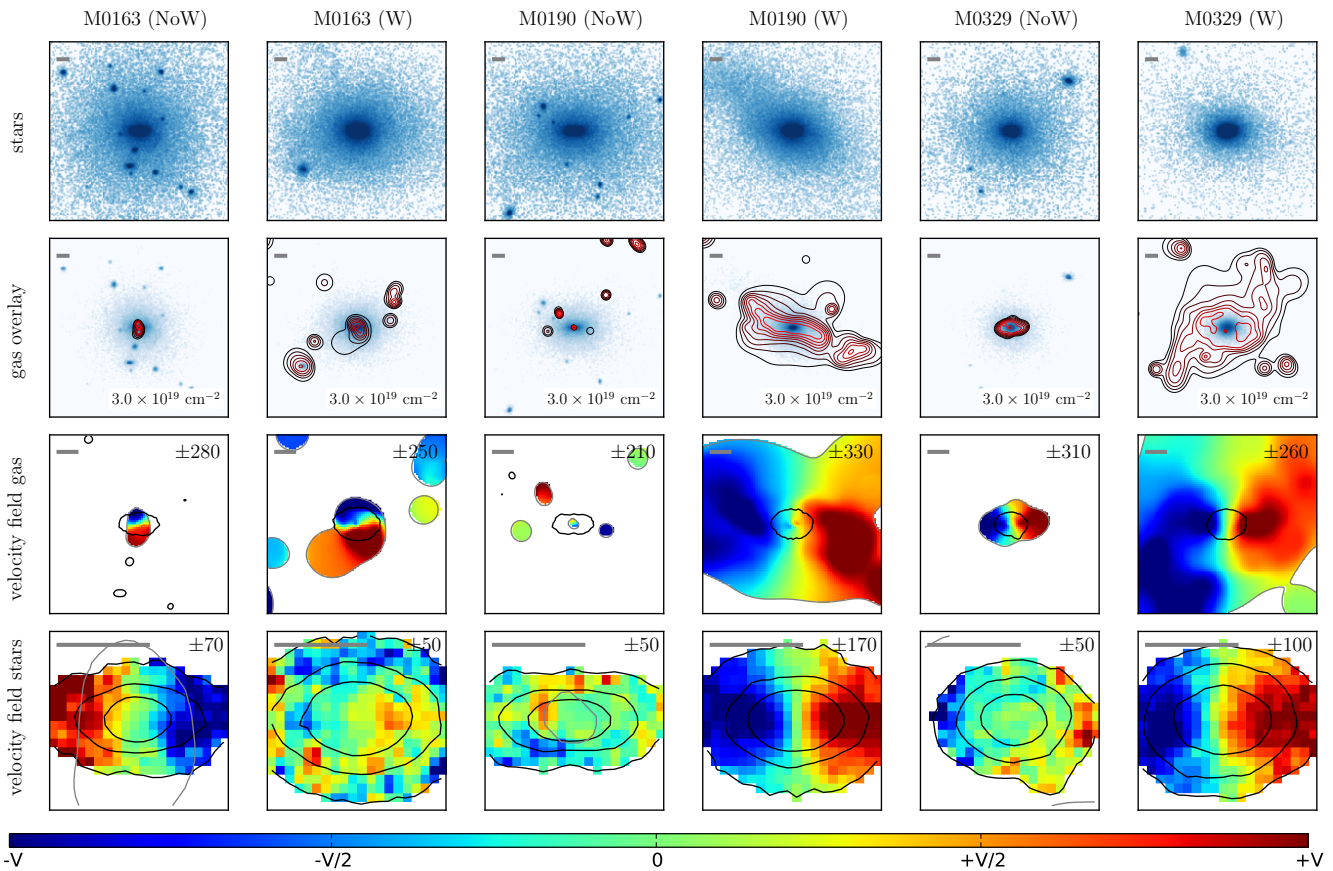 M0163 (NoW) M0163 (W) M0190 (NoW) M0190 (W) M0329 (NoW) M0329 (W)
stars
gas overlay
3.0 × 10¹⁹ cm⁻² 3.0 × 10¹⁹ cm⁻² 3.0 × 10¹⁹ cm⁻² 3.0 × 10¹⁹ cm⁻² 3.0 × 10¹⁹ cm⁻² 3.0 × 10¹⁹ cm⁻²
velocity field gas
±280 ±250 ±210 ±330 ±310 ±260
velocity field stars
±70 ±50 ±50 ±170 ±50 ±100
-V -V/2 0 +V/2 +V